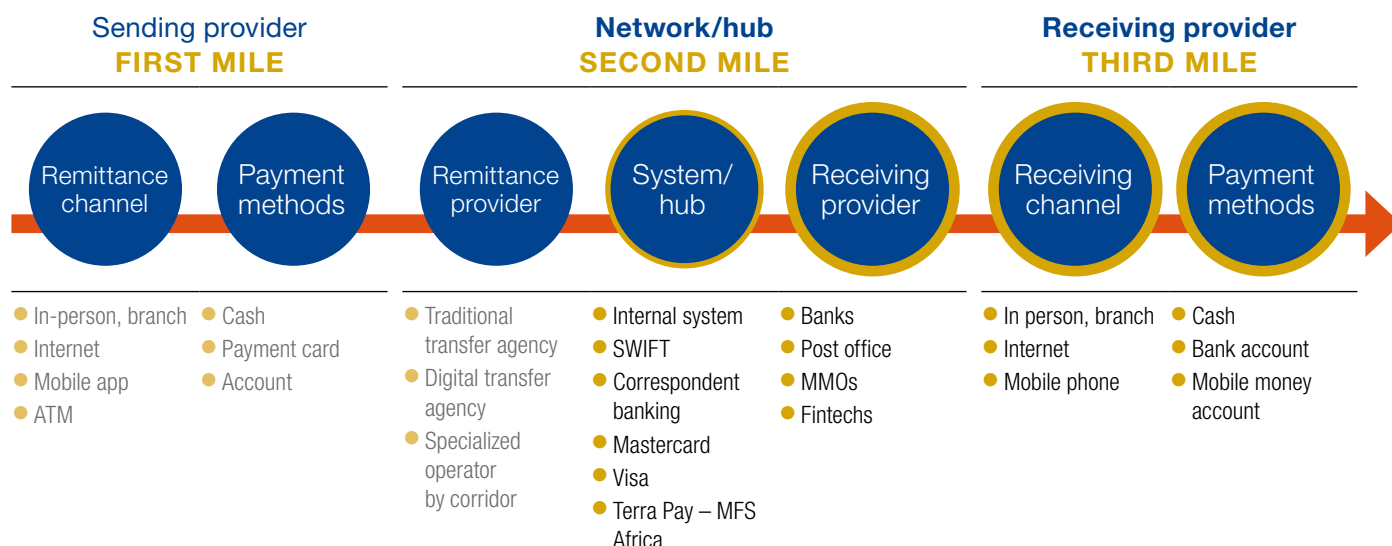 Sending provider
FIRST MILE
Network/hub
SECOND MILE
Receiving provider
THIRD MILE
Remittance
channel
Payment
methods
Remittance
provider
System/
hub
Receiving
provider
Receiving
channel
Payment
methods
In-person, branch
Internet
Mobile app
ATM
Cash
Payment card
Account
Traditional
transfer agency
Digital transfer
agency
Specialized
operator
by corridor
Internal system
SWIFT
Correspondent
banking
Mastercard
Visa
Terra Pay – MFS
Africa
Banks
Post office
MMOs
Fintechs
In person, branch
Internet
Mobile phone
Cash
Bank account
Mobile money
account